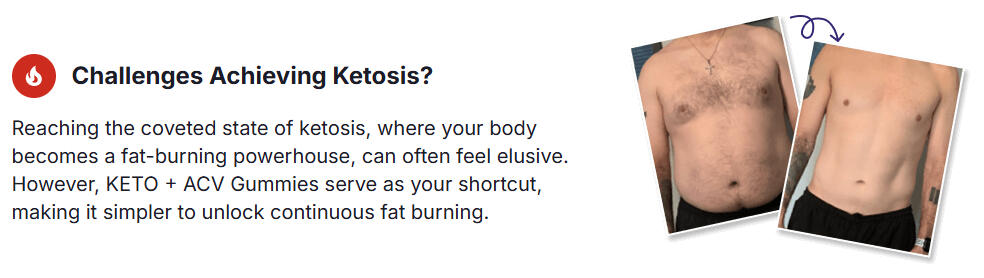 Challenges Achieving Ketosis?
Reaching the coveted state of ketosis, where your body
becomes a fat-burning powerhouse, can often feel elusive.
However, KETO + ACV Gummies serve as your shortcut,
making it simpler to unlock continuous fat burning.